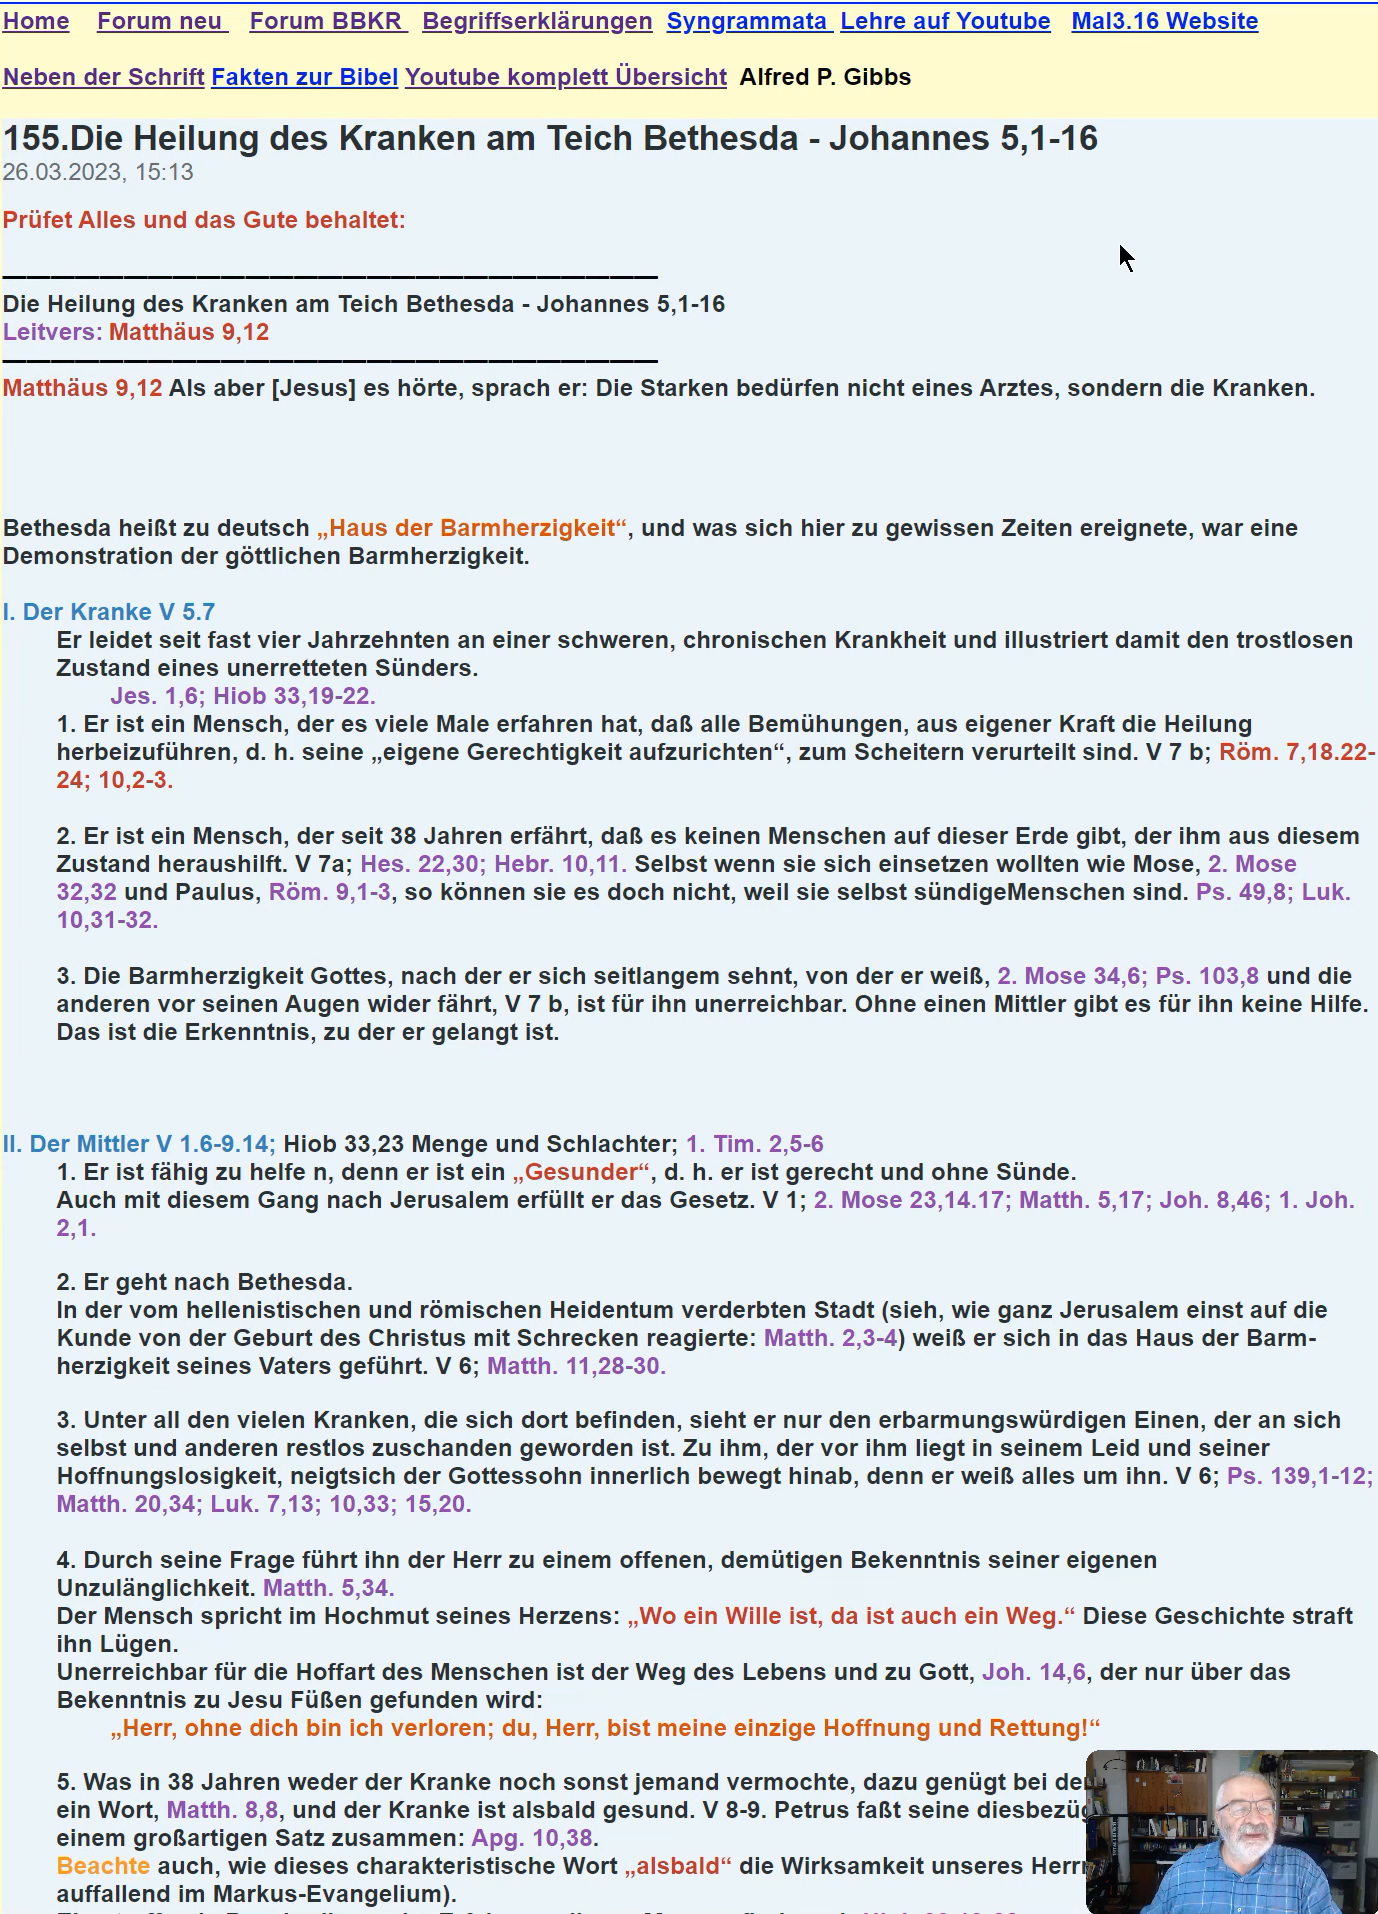 Home Forum neu Forum BBKR Begriffserklärungen Syngrammata Lehre auf Youtube Mal3.16 Website
Neben der Schrift Fakten zur Bibel Youtube komplett Übersicht Alfred P. Gibbs
155.Die Heilung des Kranken am Teich Bethesda - Johannes 5,1-16
26.03.2023, 15:13
Prüfet Alles und das Gute behaltet:
Die Heilung des Kranken am Teich Bethesda - Johannes 5,1-16
Leitvers: Matthäus 9,12
Matthäus 9,12 Als aber [Jesus] es hörte, sprach er: Die Starken bedürfen nicht eines Arztes, sondern die Kranken.
Bethesda heißt zu deutsch „Haus der Barmherzigkeit“, und was sich hier zu gewissen Zeiten ereignete, war eine
Demonstration der göttlichen Barmherzigkeit.
I. Der Kranke V 5.7
Er leidet seit fast vier Jahrzehnten an einer schweren, chronischen Krankheit und illustriert damit den trostlosen
Zustand eines unerretteten Sünders.
Jes. 1,6; Hiob 33,19-22.
1. Er ist ein Mensch, der es viele Male erfahren hat, daß alle Bemühungen, aus eigener Kraft die Heilung
herbeizuführen, d. h. seine „eigene Gerechtigkeit aufzurichten“, zum Scheitern verurteilt sind. V 7 b; Röm. 7,18.22-
24; 10,2-3.
2. Er ist ein Mensch, der seit 38 Jahren erfährt, daß es keinen Menschen auf dieser Erde gibt, der ihm aus diesem
Zustand heraushilft. V 7a; Hes. 22,30; Hebr. 10,11. Selbst wenn sie sich einsetzen wollten wie Mose, 2. Mose
32,32 und Paulus, Röm. 9,1-3, so können sie es doch nicht, weil sie selbst sündigeMenschen sind. Ps. 49,8; Luk.
10,31-32.
3. Die Barmherzigkeit Gottes, nach der er sich seitlangem sehnt, von der er weiß, 2. Mose 34,6; Ps. 103,8 und die
anderen vor seinen Augen wider fährt, V 7 b, ist für ihn unerreichbar. Ohne einen Mittler gibt es für ihn keine Hilfe.
Das ist die Erkenntnis, zu der er gelangt ist.
II. Der Mittler V 1.6-9.14; Hiob 33,23 Menge und Schlachter; 1. Tim. 2,5-6
1. Er ist fähig zu helfe n, denn er ist ein „Gesunder“, d. h. er ist gerecht und ohne Sünde.
Auch mit diesem Gang nach Jerusalem erfüllt er das Gesetz. V 1; 2. Mose 23,14.17; Matth. 5,17; Joh. 8,46; 1. Joh.
2,1.
2. Er geht nach Bethesda.
In der vom hellenistischen und römischen Heidentum verderbten Stadt (sieh, wie ganz Jerusalem einst auf die
Kunde von der Geburt des Christus mit Schrecken reagierte: Matth. 2,3-4) weiß er sich in das Haus der Barm-
herzigkeit seines Vaters geführt. V 6; Matth. 11,28-30.
3. Unter all den vielen Kranken, die sich dort befinden, sieht er nur den erbarmungswürdigen Einen, der an sich
selbst und anderen restlos zuschanden geworden ist. Zu ihm, der vor ihm liegt in seinem Leid und seiner
Hoffnungslosigkeit, neigtsich der Gottessohn innerlich bewegt hinab, denn er weiß alles um ihn. V 6; Ps. 139,1-12;
Matth. 20,34; Luk. 7,13; 10,33; 15,20.
4. Durch seine Frage führt ihn der Herr zu einem offenen, demütigen Bekenntnis seiner eigenen
Unzulänglichkeit. Matth. 5,34.
Der Mensch spricht im Hochmut seines Herzens: „Wo ein Wille ist, da ist auch ein Weg.“ Diese Geschichte straft
ihn Lügen.
Unerreichbar für die Hoffart des Menschen ist der Weg des Lebens und zu Gott, Joh. 14,6, der nur über das
Bekenntnis zu Jesu Füßen gefunden wird:
„Herr, ohne dich bin ich verloren; du, Herr, bist meine einzige Hoffnung und Rettung!“
5. Was in 38 Jahren weder der Kranke noch sonst jemand vermochte, dazu genügt bei
ein Wort, Matth. 8,8, und der Kranke ist alsbald gesund. V 8-9. Petrus faßt seine
einem großartigen Satz zusammen: Apg. 10,38.
Beachte auch, wie dieses charakteristische Wort „alsbald“ die Wirksamkeit unseres
auffallend im Markus-Evangelium).